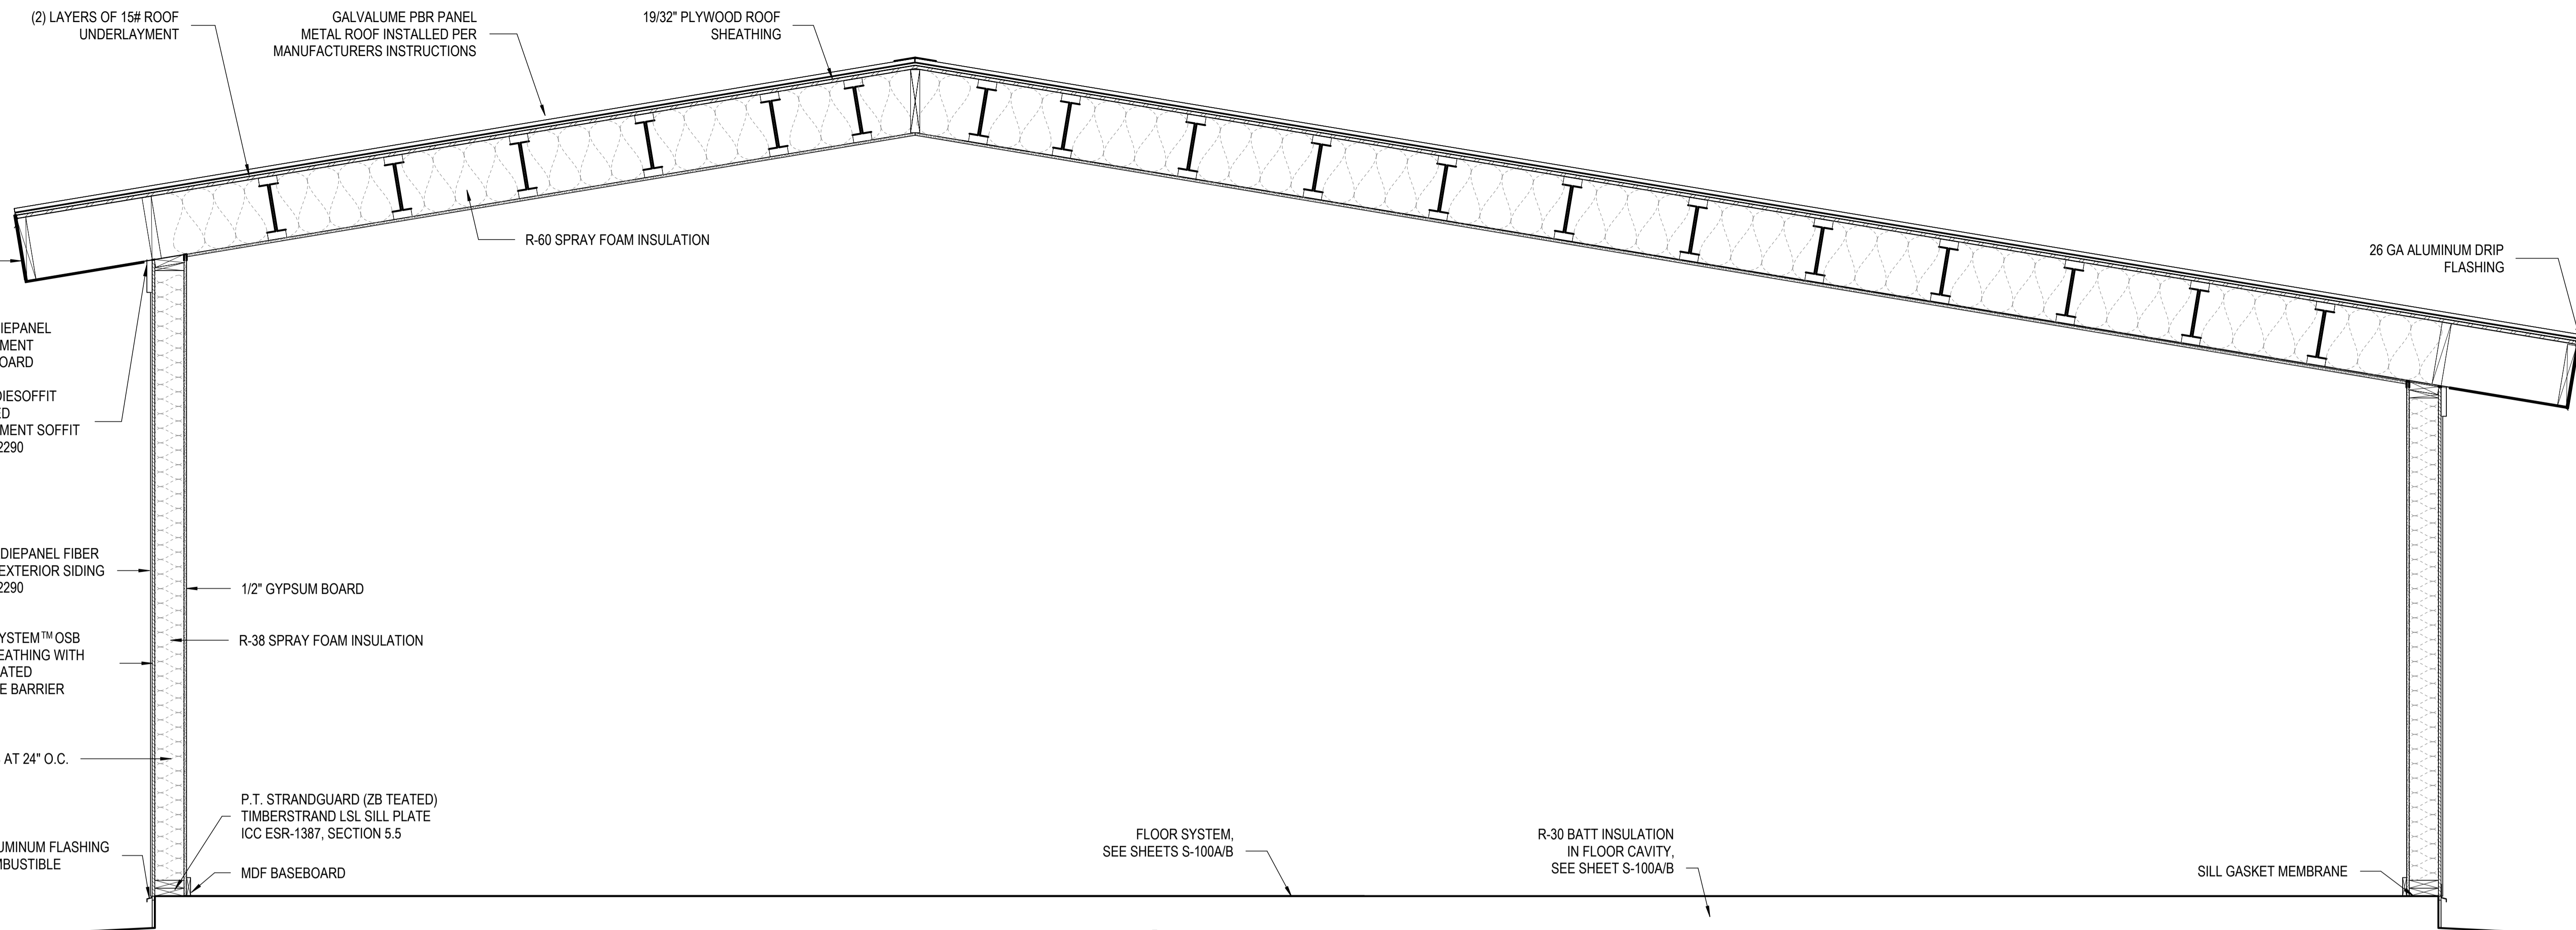 (2) LAYERS OF 15# ROOF
UNDERLAYMENT
GALVALUME PBR PANEL
METAL ROOF INSTALLED PER
MANUFACTURERS INSTRUCTIONS
19/32" PLYWOOD ROOF
SHEATHING
R-60 SPRAY FOAM INSULATION
26 GA ALUMINUM DRIP
FLASHING
IEPANEL
MENT
OARD
DIESOFFIT
ED
MENT SOFFIT
2290
DIEPANEL FIBER
EXTERIOR SIDING
2290
1/2" GYPSUM BOARD
YSTEM™ OSB
EATHING WITH
ATED
E BARRIER
R-38 SPRAY FOAM INSULATION
AT 24" O.C.
P.T. STRANDGUARD (ZB TEATED)
TIMBERSTRAND LSL SILL PLATE
ICC ESR-1387, SECTION 5.5
UMINUM FLASHING
MBUSTIBLE
MDF BASEBOARD
FLOOR SYSTEM,
SEE SHEETS S-100A/B
R-30 BATT INSULATION
IN FLOOR CAVITY,
SEE SHEET S-100A/B
SILL GASKET MEMBRANE